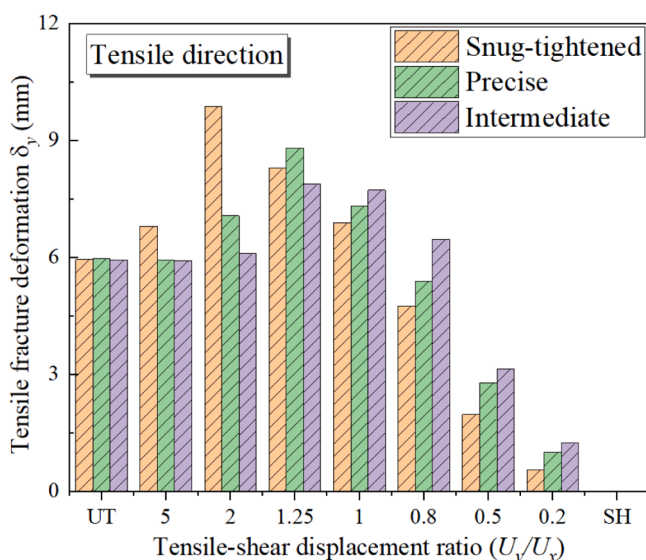 Tensile direction
Snug-tightened
Precise
Intermediate
Tensile fracture deformation δy (mm)
12
9
6
3
0
UT 5 2 1.25 1 0.8 0.5 0.2 SH
Tensile-shear displacement ratio (Uy/Ux)